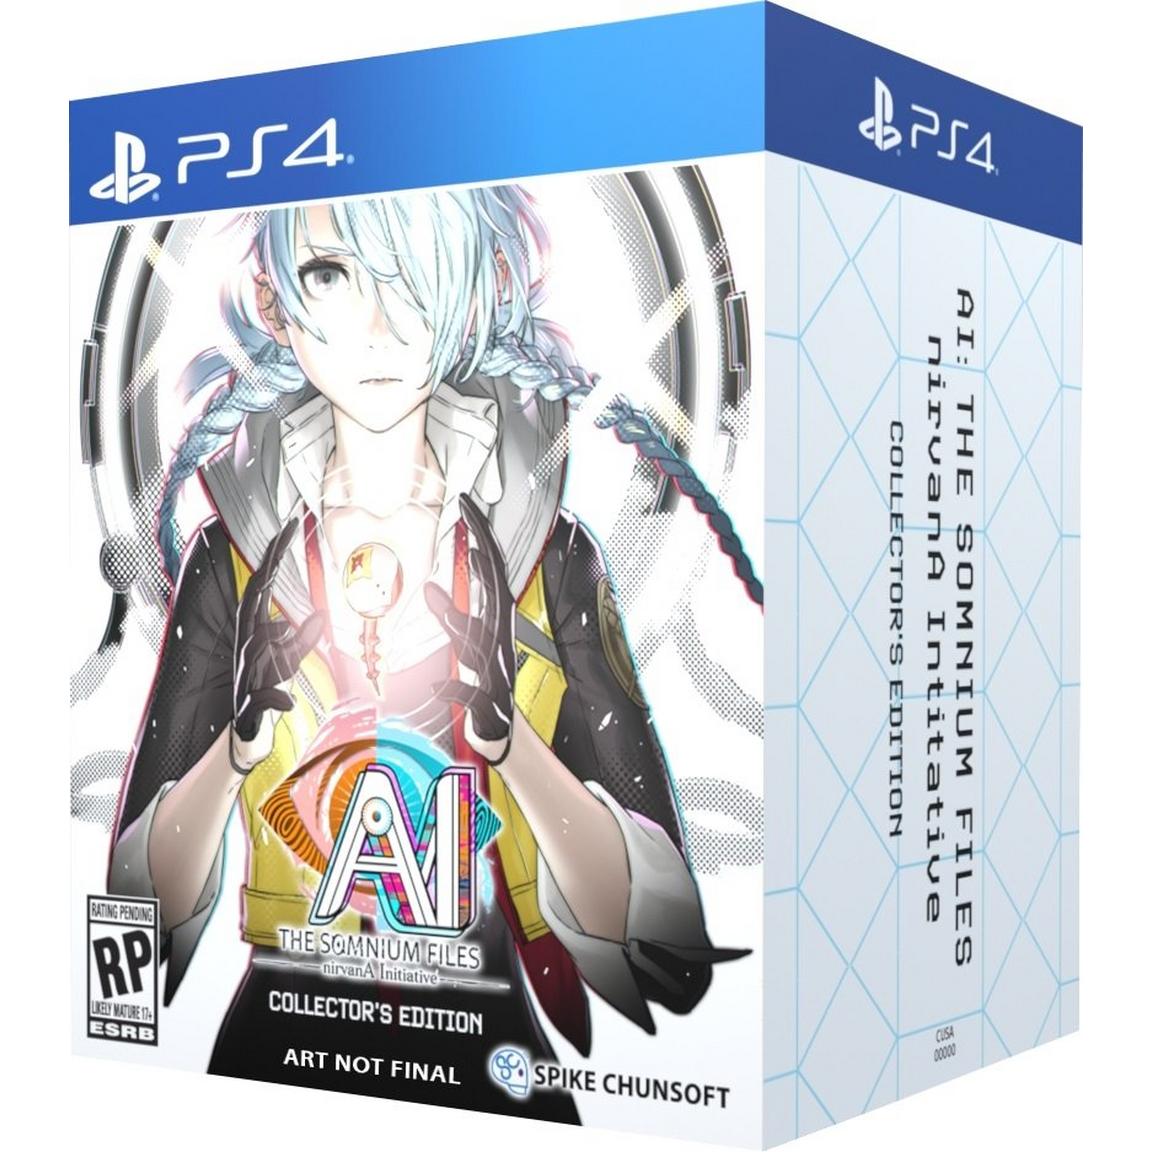 PS4
RATING PENDING
RP
LIKELY MATURE 17+
ESRB
AI
THE SOMNIUM FILES
nirvanA Initiative
COLLECTOR'S EDITION
ART NOT FINAL
SPIKE CHUNSOFT
PS4
AI: THE SOMNIUM FILES
nirvanA Intitative
COLLECTOR'S EDITION
CUSA
00000